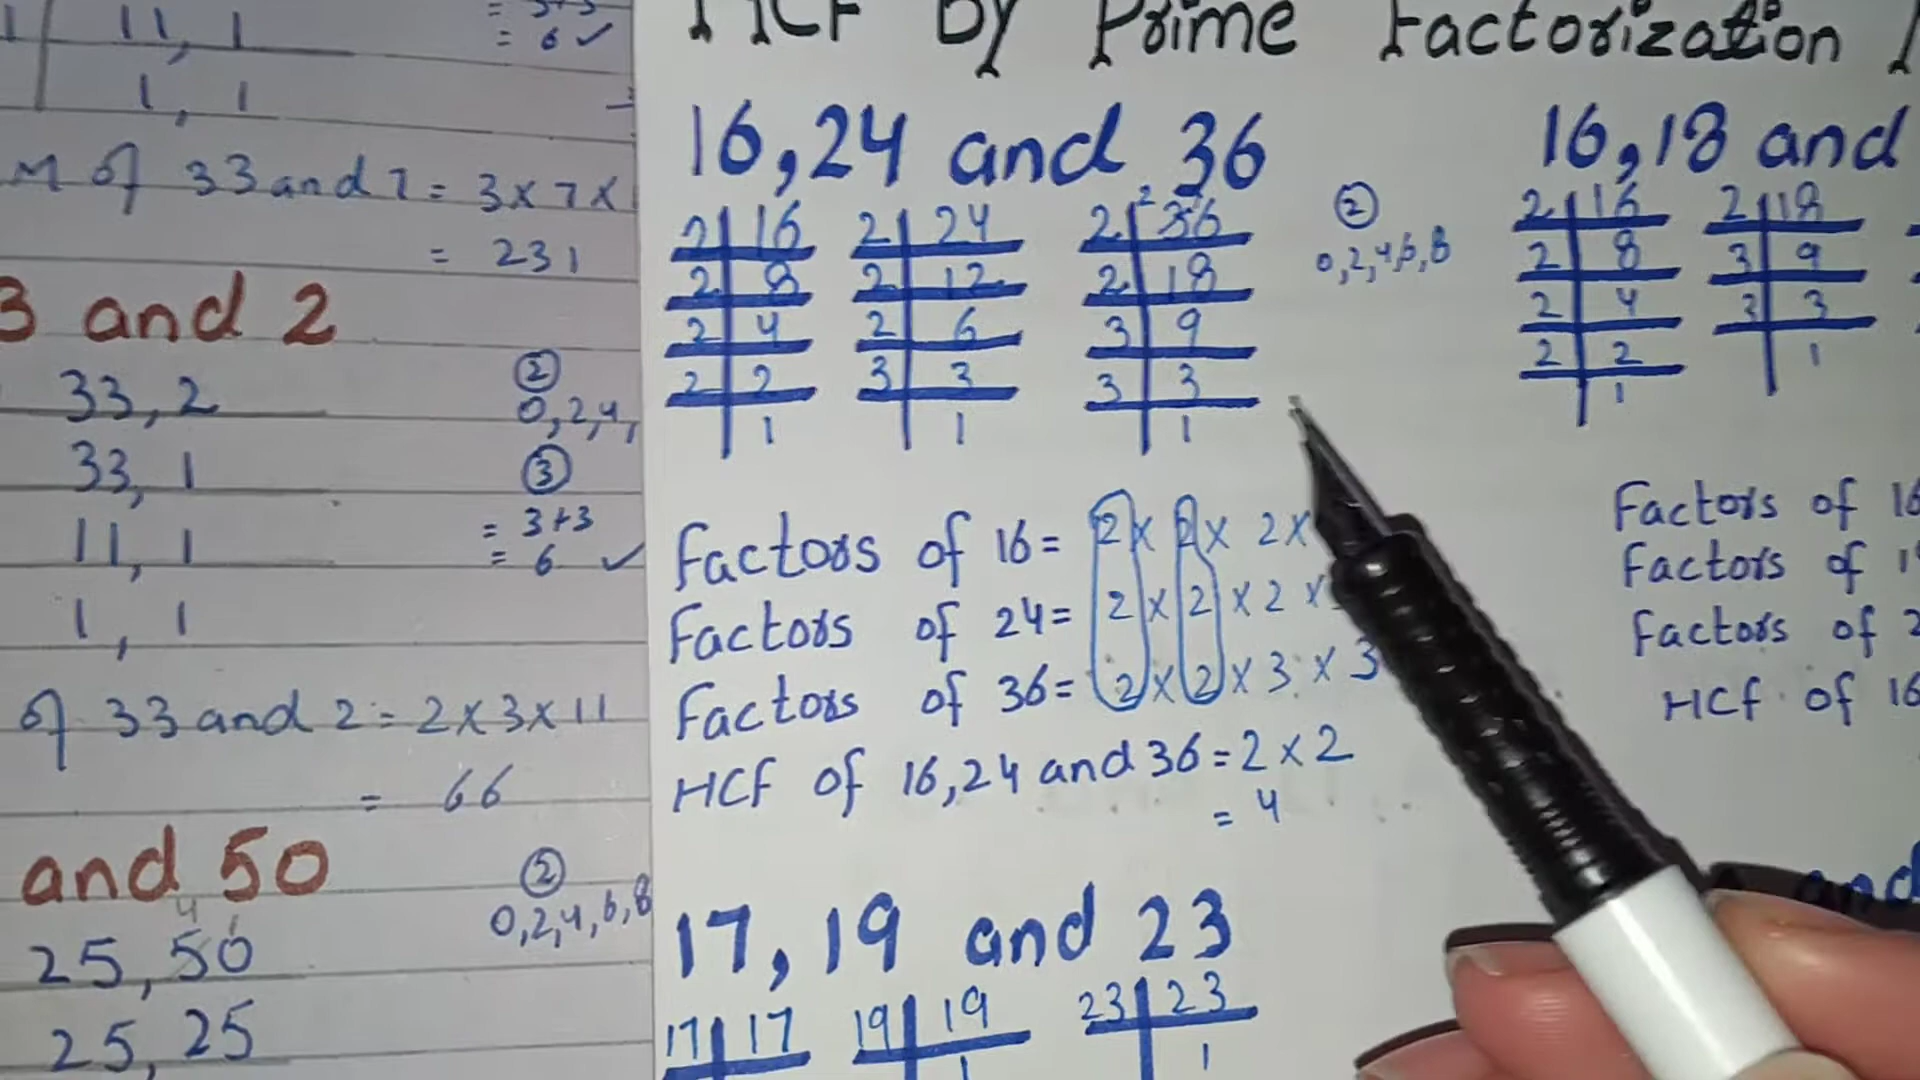 11, 1
= 6 ✓
1, 1
of 33 and 7 = 3 x 7 x
= 231
and 2
33, 2
②
0, 2, 4,
33, 1
③
= 3+3
11, 1
= 6 ✓
1, 1
of 33 and 2 = 2 x 3 x 11
= 66
and 50
②
0, 2, 4, 6, 8
4 1
25, 50
25, 25
HCF By Prime Factorization
16, 24 and 36
2 | 16
2 | 8
2 | 4
2 | 2
1
2 | 24
2 | 12
2 | 6
3 | 3
1
2 | 36
2 | 18
3 | 9
3 | 3
1
②
0, 2, 4, 6, 8
Factors of 16 = 2 x 2 x 2 x
Factors of 24 = 2 x 2 x 2 x
Factors of 36 = 2 x 2 x 3 x 3
HCF of 16, 24 and 36 = 2 x 2
= 4
17, 19 and 23
17 | 17
19 | 19
1
23 | 23
1
16, 18 and
2 | 16
2 | 8
2 | 4
2 | 2
1
2 | 18
3 | 9
3 | 3
1
Factors of 16
Factors of
Factors of 2
HCF of 16
and